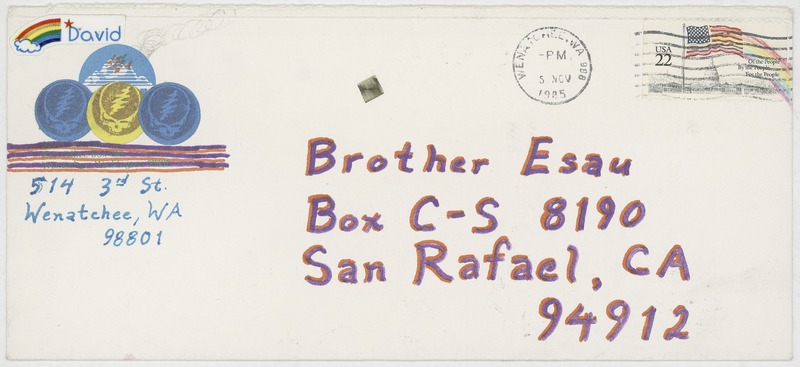 David
514 3rd St.
Wenatchee, WA
98801
WENATCHEE, WA 988
-PM-
5 NOV
1985
USA
22
Of the People
By the People
For the People
Brother Esau
Box C-S 8190
San Rafael, CA
94912